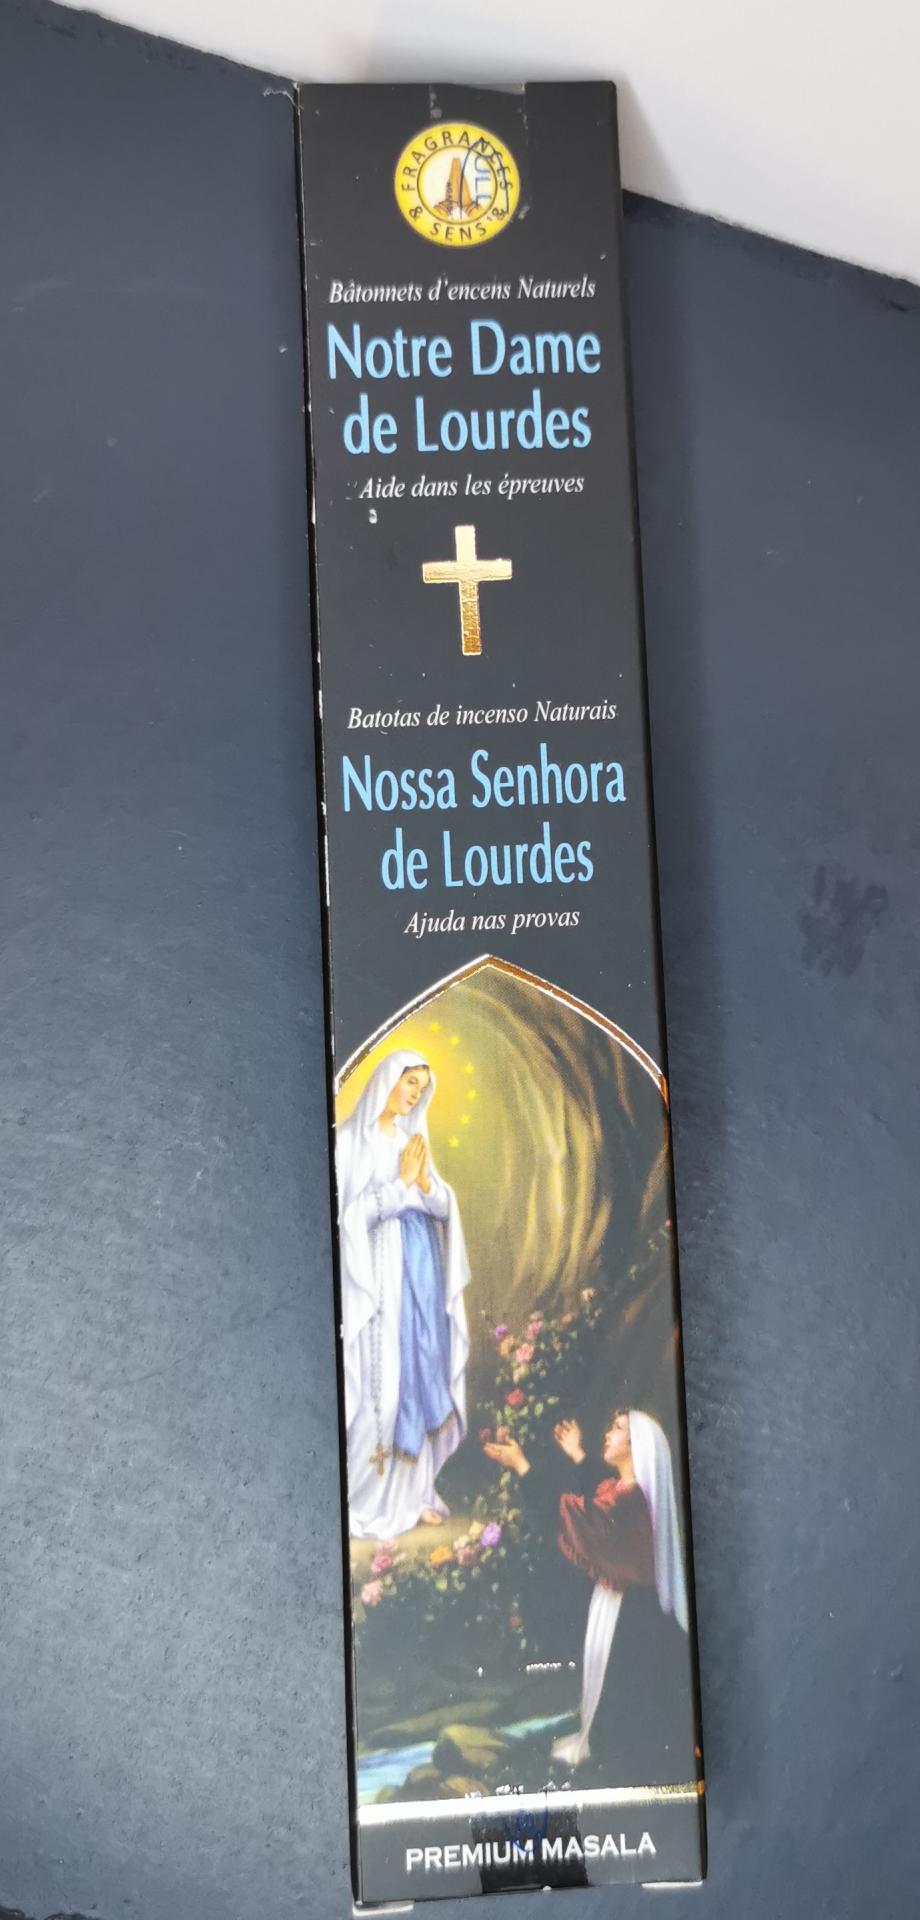 FRAGRANCES
& SENS &
Bâtonnets d'encens Naturels
Notre Dame
de Lourdes
Aide dans les épreuves
Batotas de incenso Naturais
Nossa Senhora
de Lourdes
Ajuda nas provas
PREMIUM MASALA